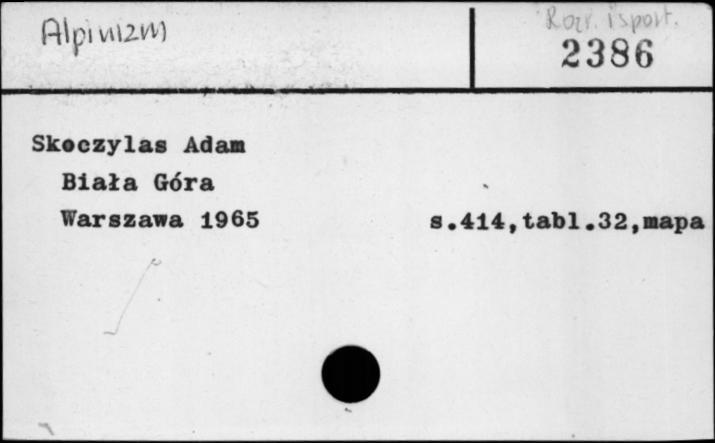 Alpinizm
Rozr. i sport.
2386
Skoczylas Adam
Biała Góra
Warszawa 1965 s.414,tabl.32,mapa